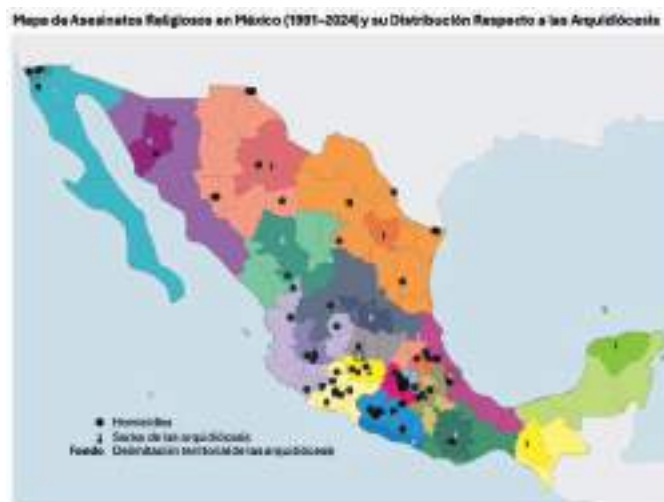 Mapa de Asesinatos Religiosos en México (1991-2024) y su Distribución Respecto a las Arquidiócesis
Homicidios
Sedes de las arquidiócesis
Fondo: Delimitación territorial de las arquidiócesis